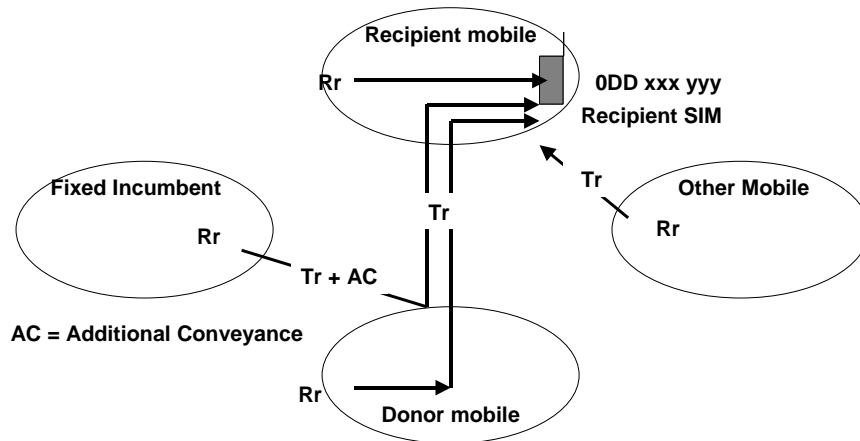 Recipient mobile
Rr
0DD xxx yyy
Recipient SIM
Fixed Incumbent
Tr
Other Mobile
Tr
Rr
Rr
Tr + AC
AC = Additional Conveyance
Rr
Donor mobile